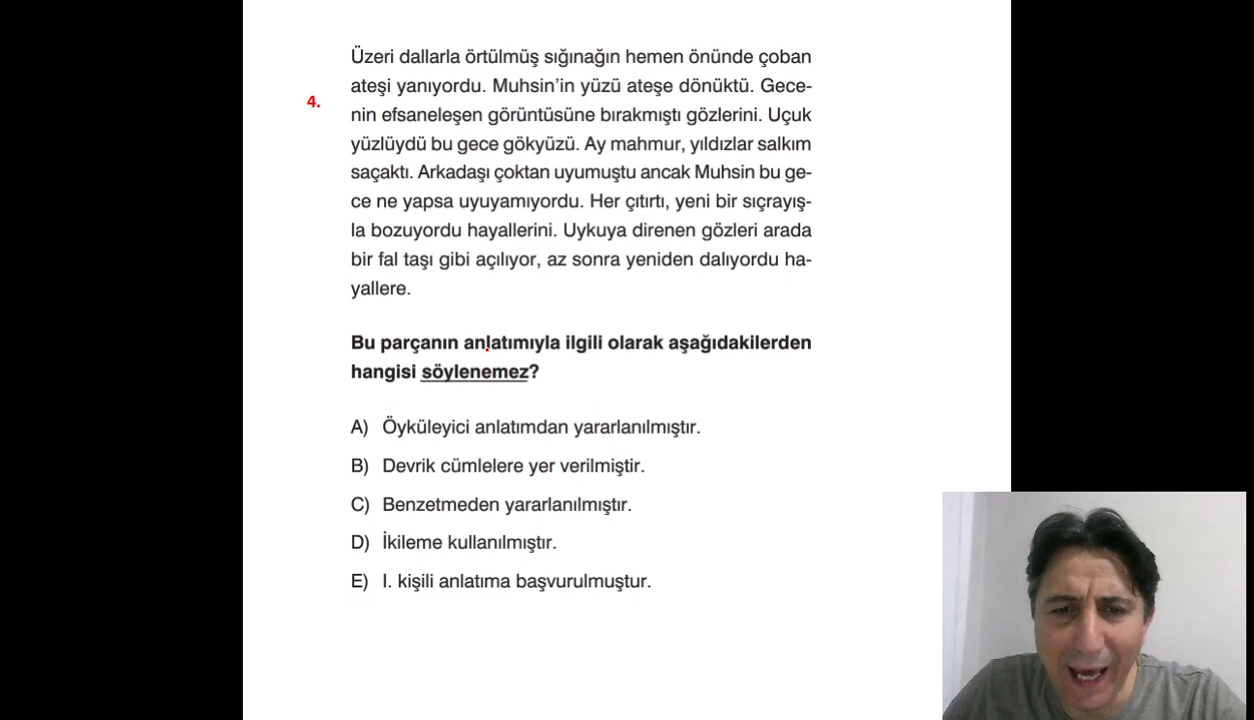 4.
Üzeri dallarla örtülmüş sığınağın hemen önünde çoban
ateşi yanıyordu. Muhsin’in yüzü ateşe dönüktü. Gece-
nin efsaneleşen görüntüsüne bırakmıştı gözlerini. Uçuk
yüzlüydü bu gece gökyüzü. Ay mahmur, yıldızlar salkım
saçaktı. Arkadaşı çoktan uyumuştu ancak Muhsin bu ge-
ce ne yapsa uyuyamıyordu. Her çıtırtı, yeni bir sıçrayış-
la bozuyordu hayallerini. Uykuya direnen gözleri arada
bir fal taşı gibi açılıyor, az sonra yeniden dalıyordu ha-
yallere.
Bu parçanın anlatımıyla ilgili olarak aşağıdakilerden
hangisi söylenemez?
A) Öyküleyici anlatımdan yararlanılmıştır.
B) Devrik cümlelere yer verilmiştir.
C) Benzetmeden yararlanılmıştır.
D) İkileme kullanılmıştır.
E) I. kişili anlatıma başvurulmuştur.